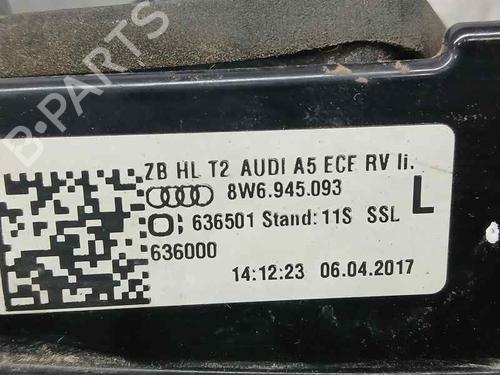 B-PARTS
ZB HL T2 AUDI A5 ECE RV li.
8W6.945.093
636501 Stand: 11S SSL
L
636000
14:12:23 06.04.2017